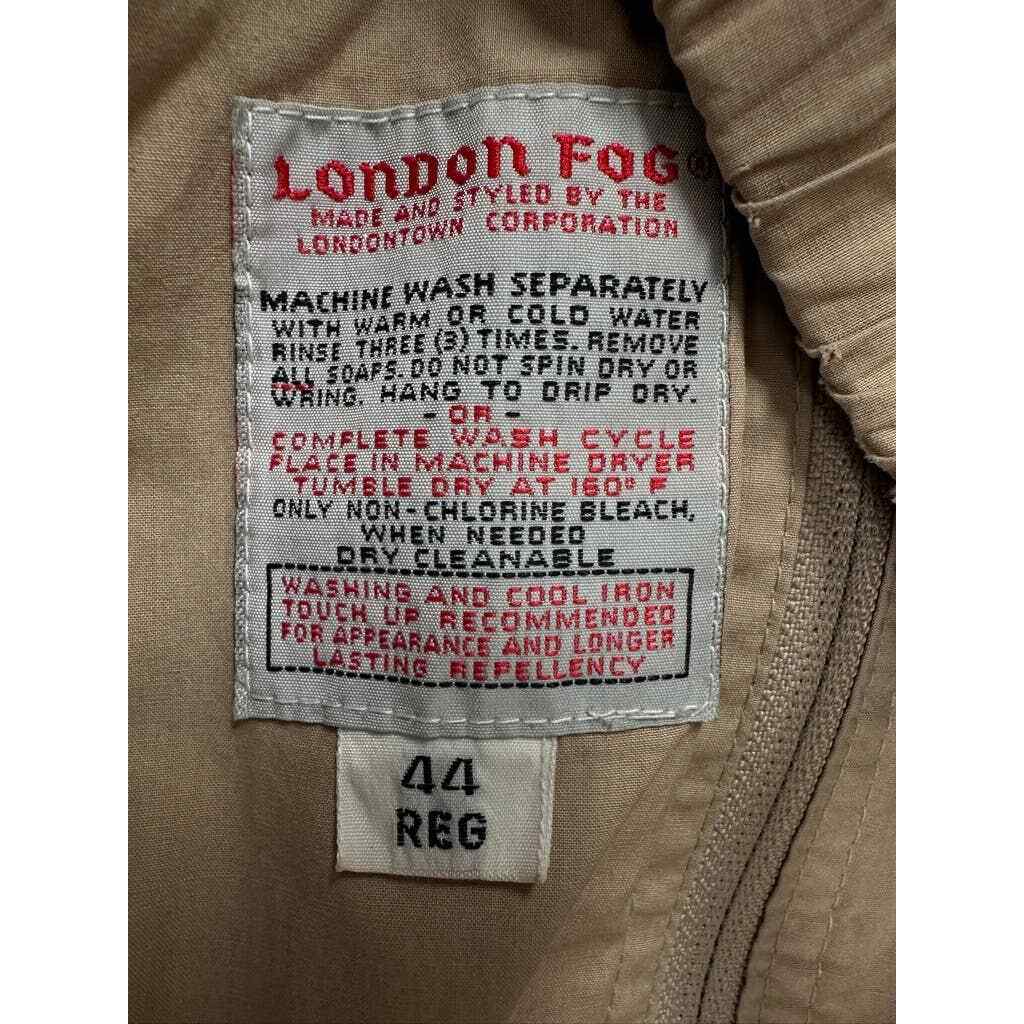 LONDON FOG®
MADE AND STYLED BY THE
LONDONTOWN CORPORATION
MACHINE WASH SEPARATELY
WITH WARM OR COLD WATER
RINSE THREE (3) TIMES. REMOVE
ALL SOAPS. DO NOT SPIN DRY OR
WRING. HANG TO DRIP DRY.
- OR -
COMPLETE WASH CYCLE
PLACE IN MACHINE DRYER
TUMBLE DRY AT 160° F
ONLY NON-CHLORINE BLEACH,
WHEN NEEDED
DRY CLEANABLE
WASHING AND COOL IRON
TOUCH UP RECOMMENDED
FOR APPEARANCE AND LONGER
LASTING REPELLENCY
44
REG